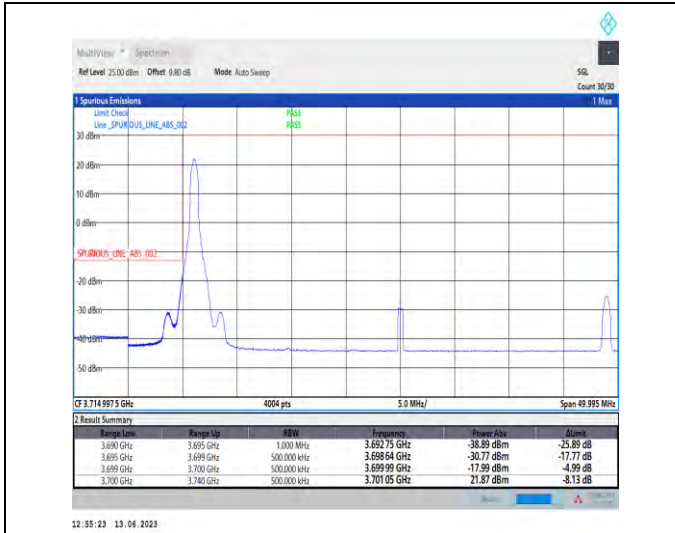 MultiView Spectrum
Ref Level 25.00 dBm Offset 9.80 dB Mode Auto Sweep SGL
Count 30/30
1 Spurious Emissions 1 Max
Limit Check PASS
Line _SPURIOUS_LINE_ABS_002 PASS
30 dBm
20 dBm
10 dBm
0 dBm
_SPURIOUS_LINE_ABS_002
-20 dBm
-30 dBm
-40 dBm
-50 dBm
CF 3.714 997 5 GHz 4004 pts 5.0 MHz/ Span 49.995 MHz
2 Result Summary
Range Low Range Up RBW Frequency Power Abs ΔLimit
3.690 GHz 3.695 GHz 1.000 MHz 3.692 75 GHz -38.89 dBm -25.89 dB
3.695 GHz 3.699 GHz 500.000 kHz 3.698 64 GHz -30.77 dBm -17.77 dB
3.699 GHz 3.700 GHz 500.000 kHz 3.699 99 GHz -17.99 dBm -4.99 dB
3.700 GHz 3.740 GHz 500.000 kHz 3.701 05 GHz 21.87 dBm -8.13 dB
12:55:23 13.06.2023